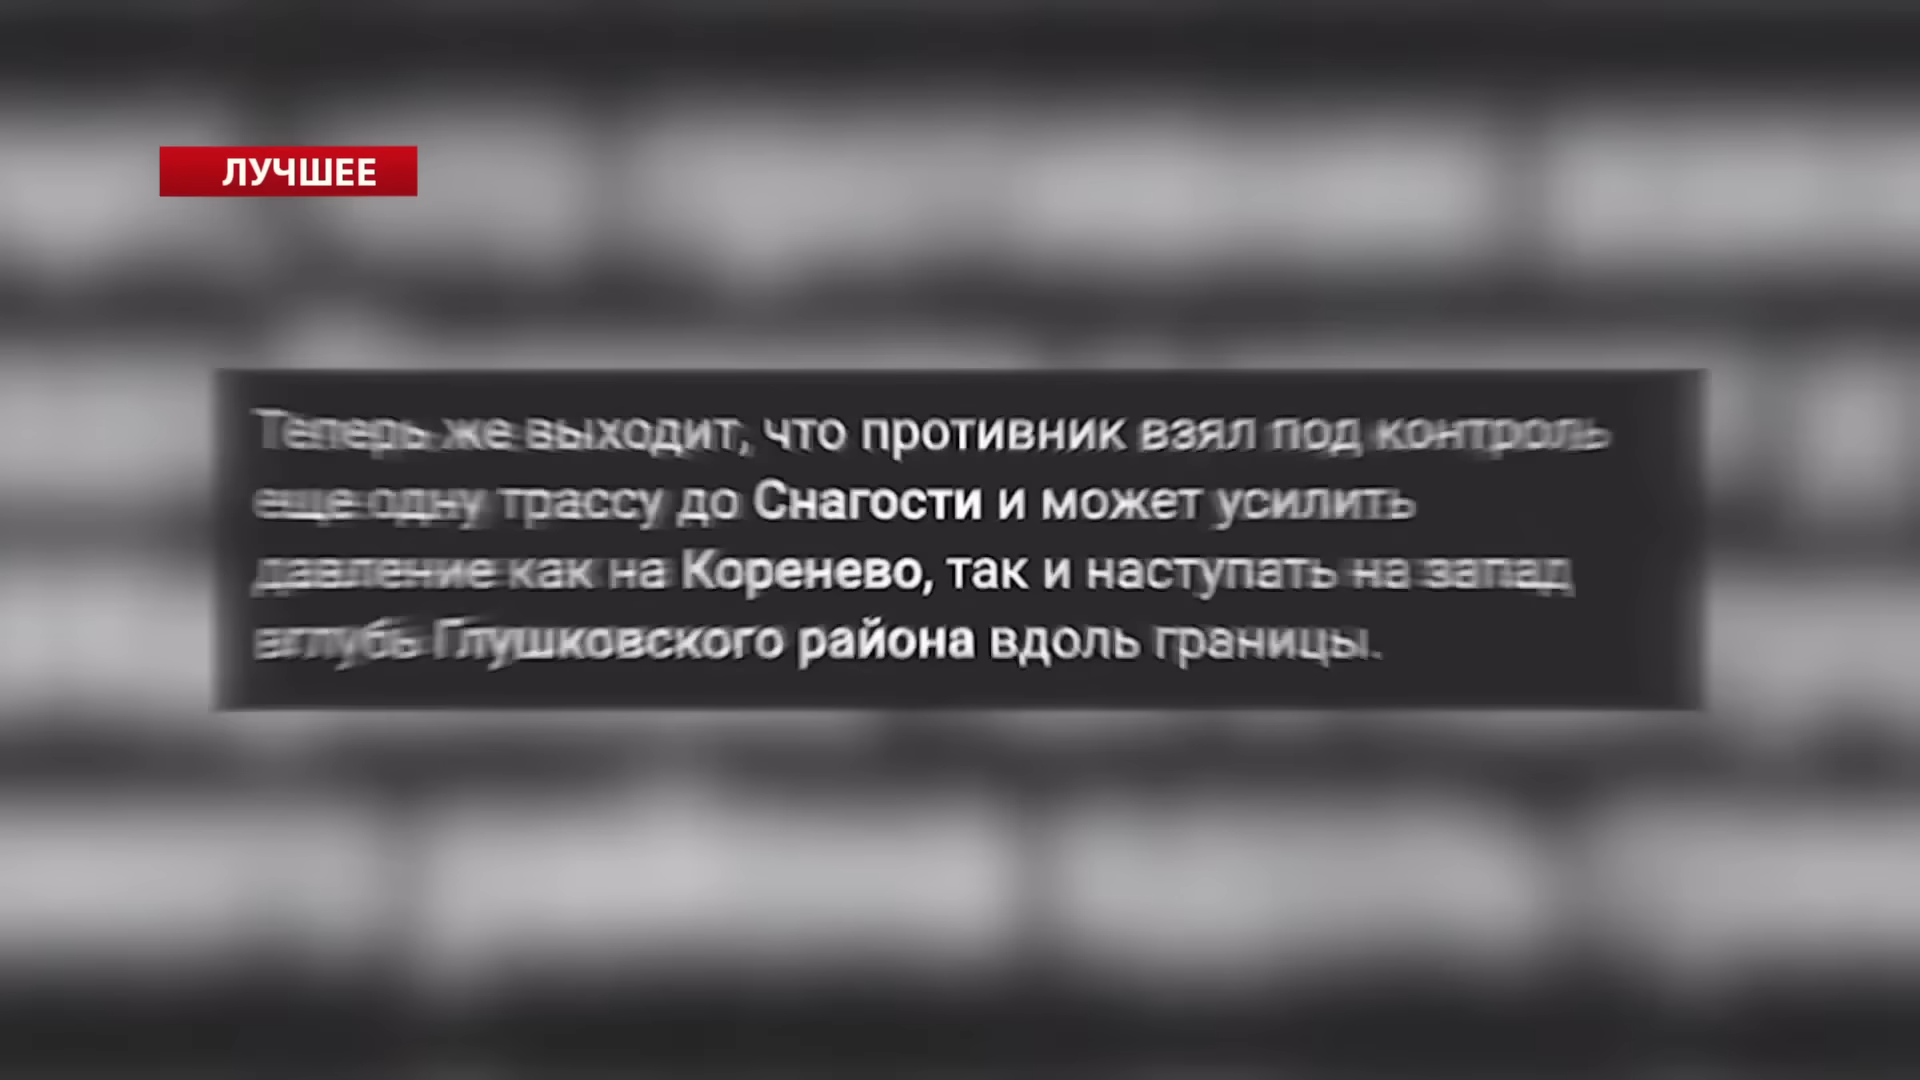 ЛУЧШЕЕ
Теперь же выходит, что противник взял под контроль
еще одну трассу до Снагости и может усилить
давление как на Коренево, так и наступать на запад
вглубь Глушковского района вдоль границы.